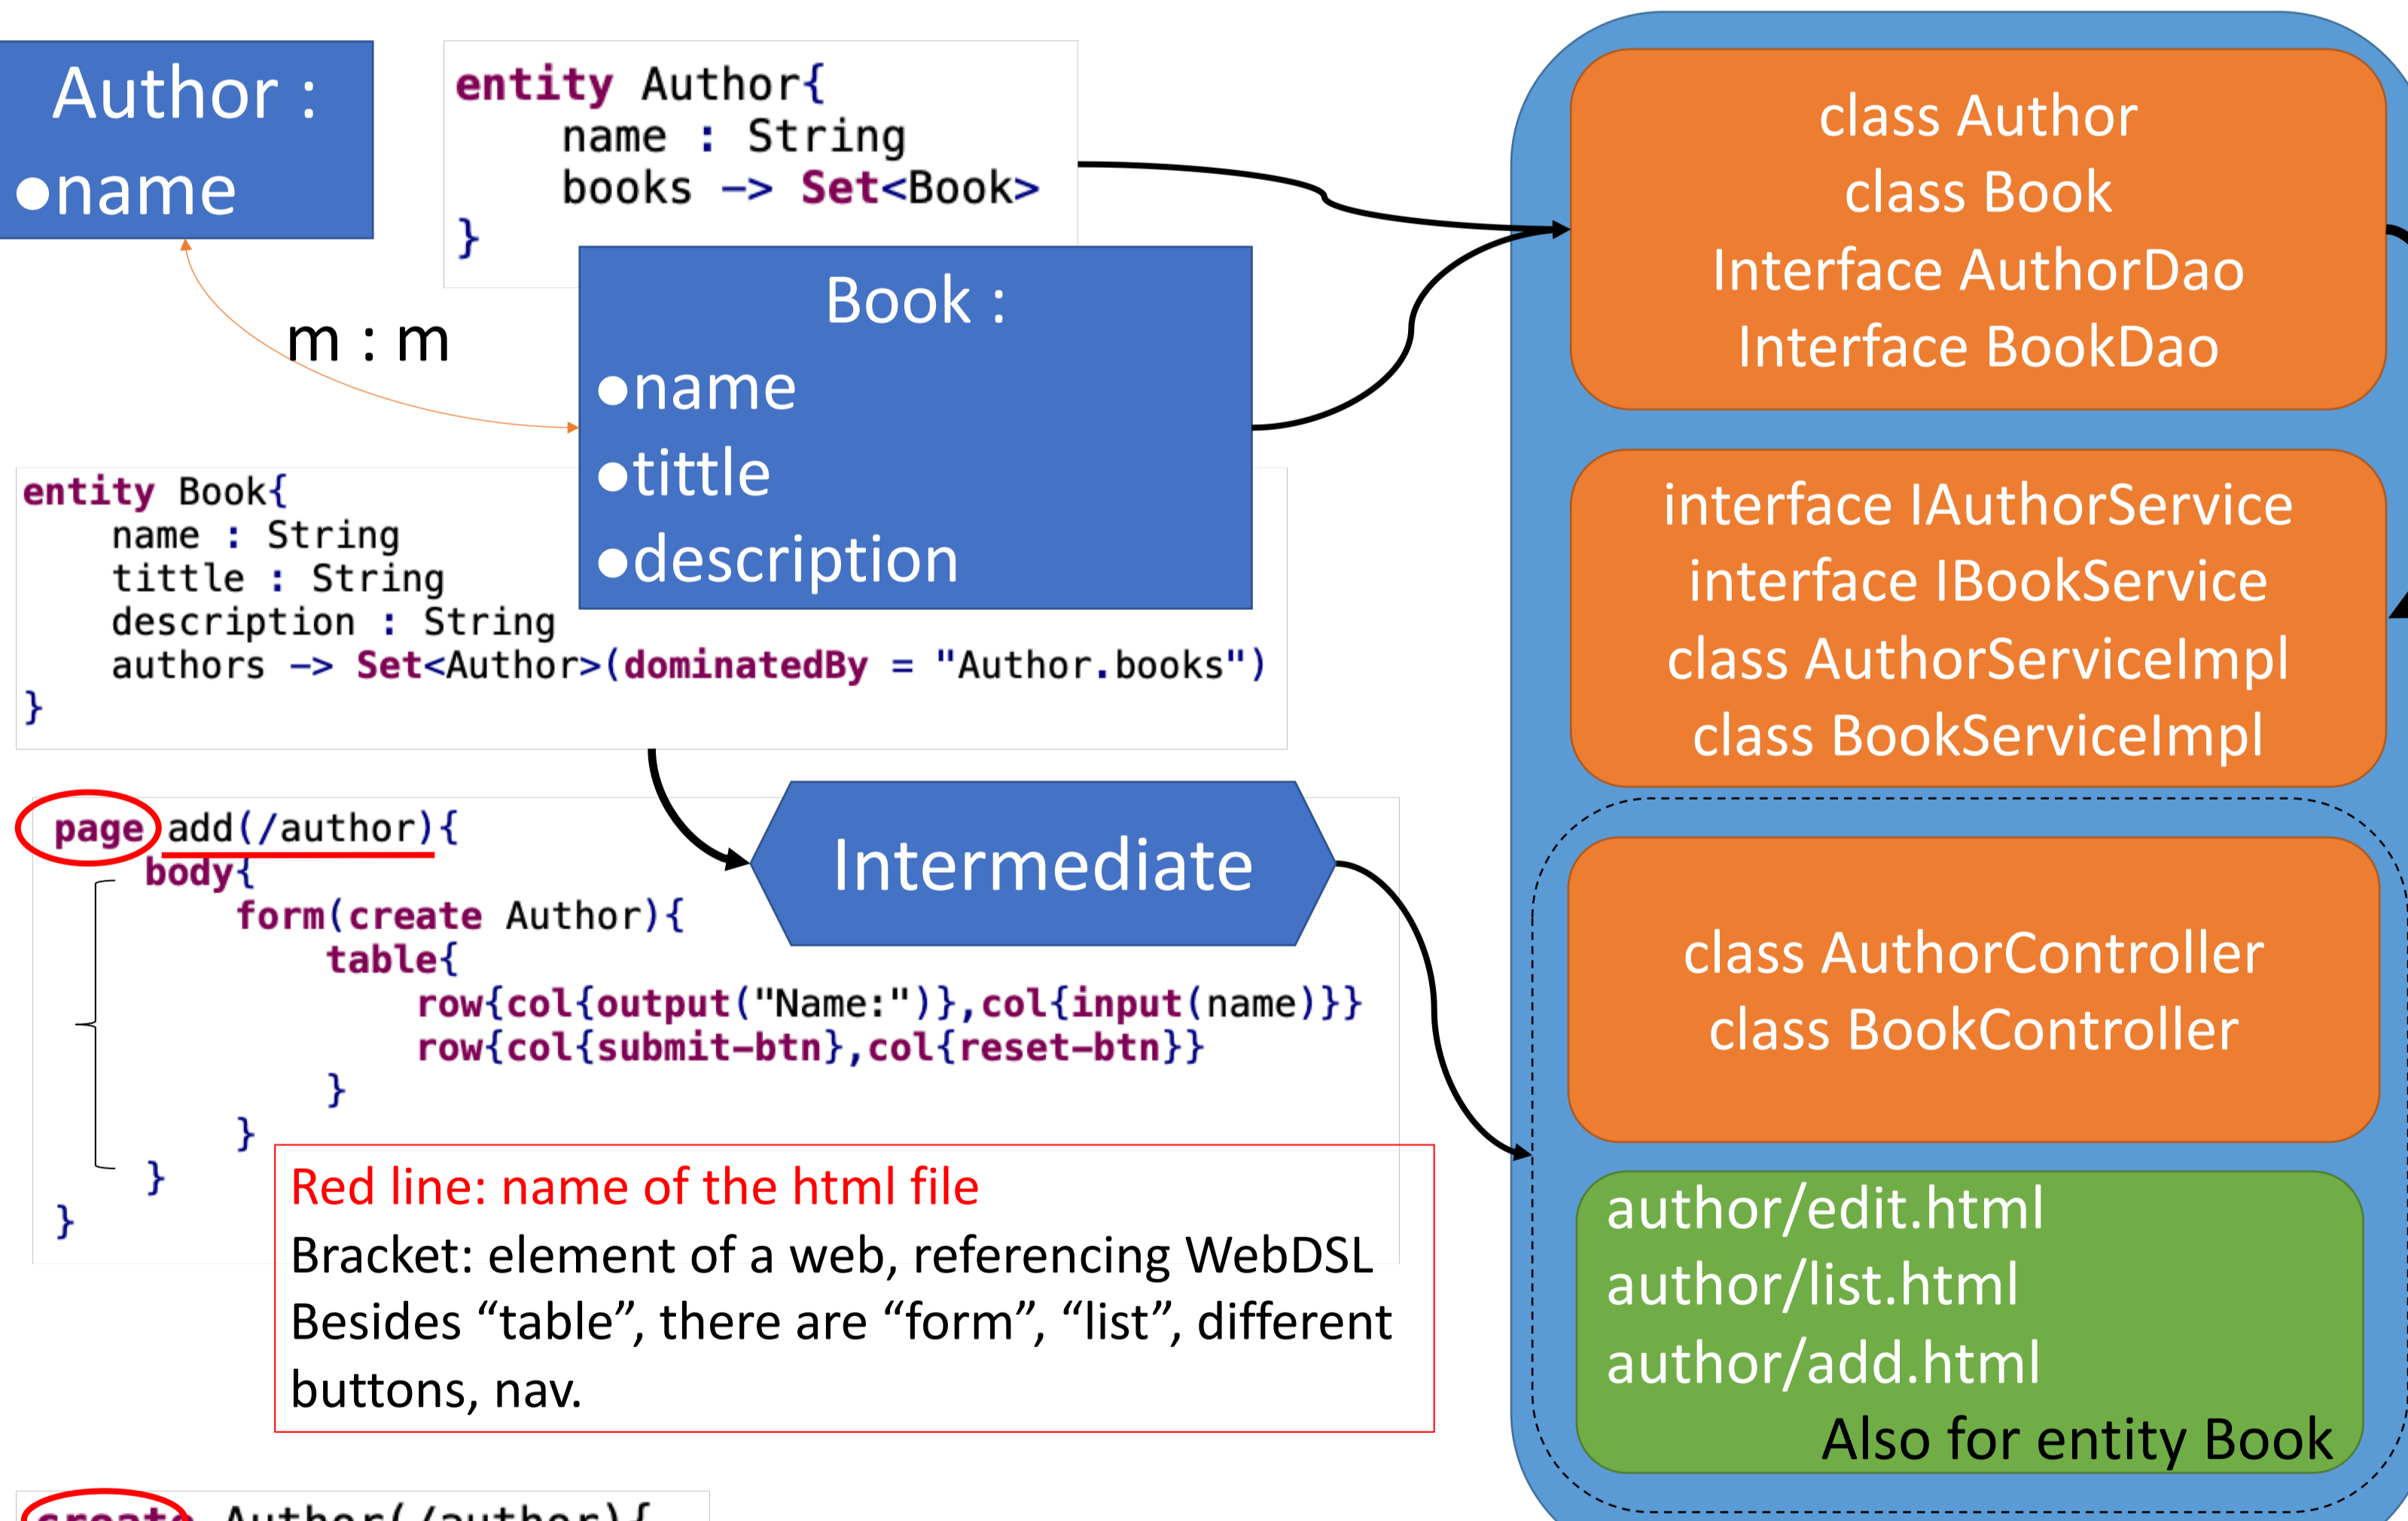 Author :
●name
entity Author{
name : String
books -> Set<Book>
}
m : m
Book :
●name
●tittle
●description
entity Book{
name : String
tittle : String
description : String
authors -> Set<Author>(dominatedBy = "Author.books")
}
Intermediate
page add(/author){
body{
form(create Author){
table{
row{col{output("Name:")},col{input(name)}}
row{col{submit-btn},col{reset-btn}}
}
}
}
}
Red line: name of the html file
Bracket: element of a web, referencing WebDSL
Besides “table”, there are “form”, “list”, different
buttons, nav.
create Author(/author){
class Author
class Book
Interface AuthorDao
Interface BookDao
interface IAuthorService
interface IBookService
class AuthorServiceImpl
class BookServiceImpl
class AuthorController
class BookController
author/edit.html
author/list.html
author/add.html
Also for entity Book